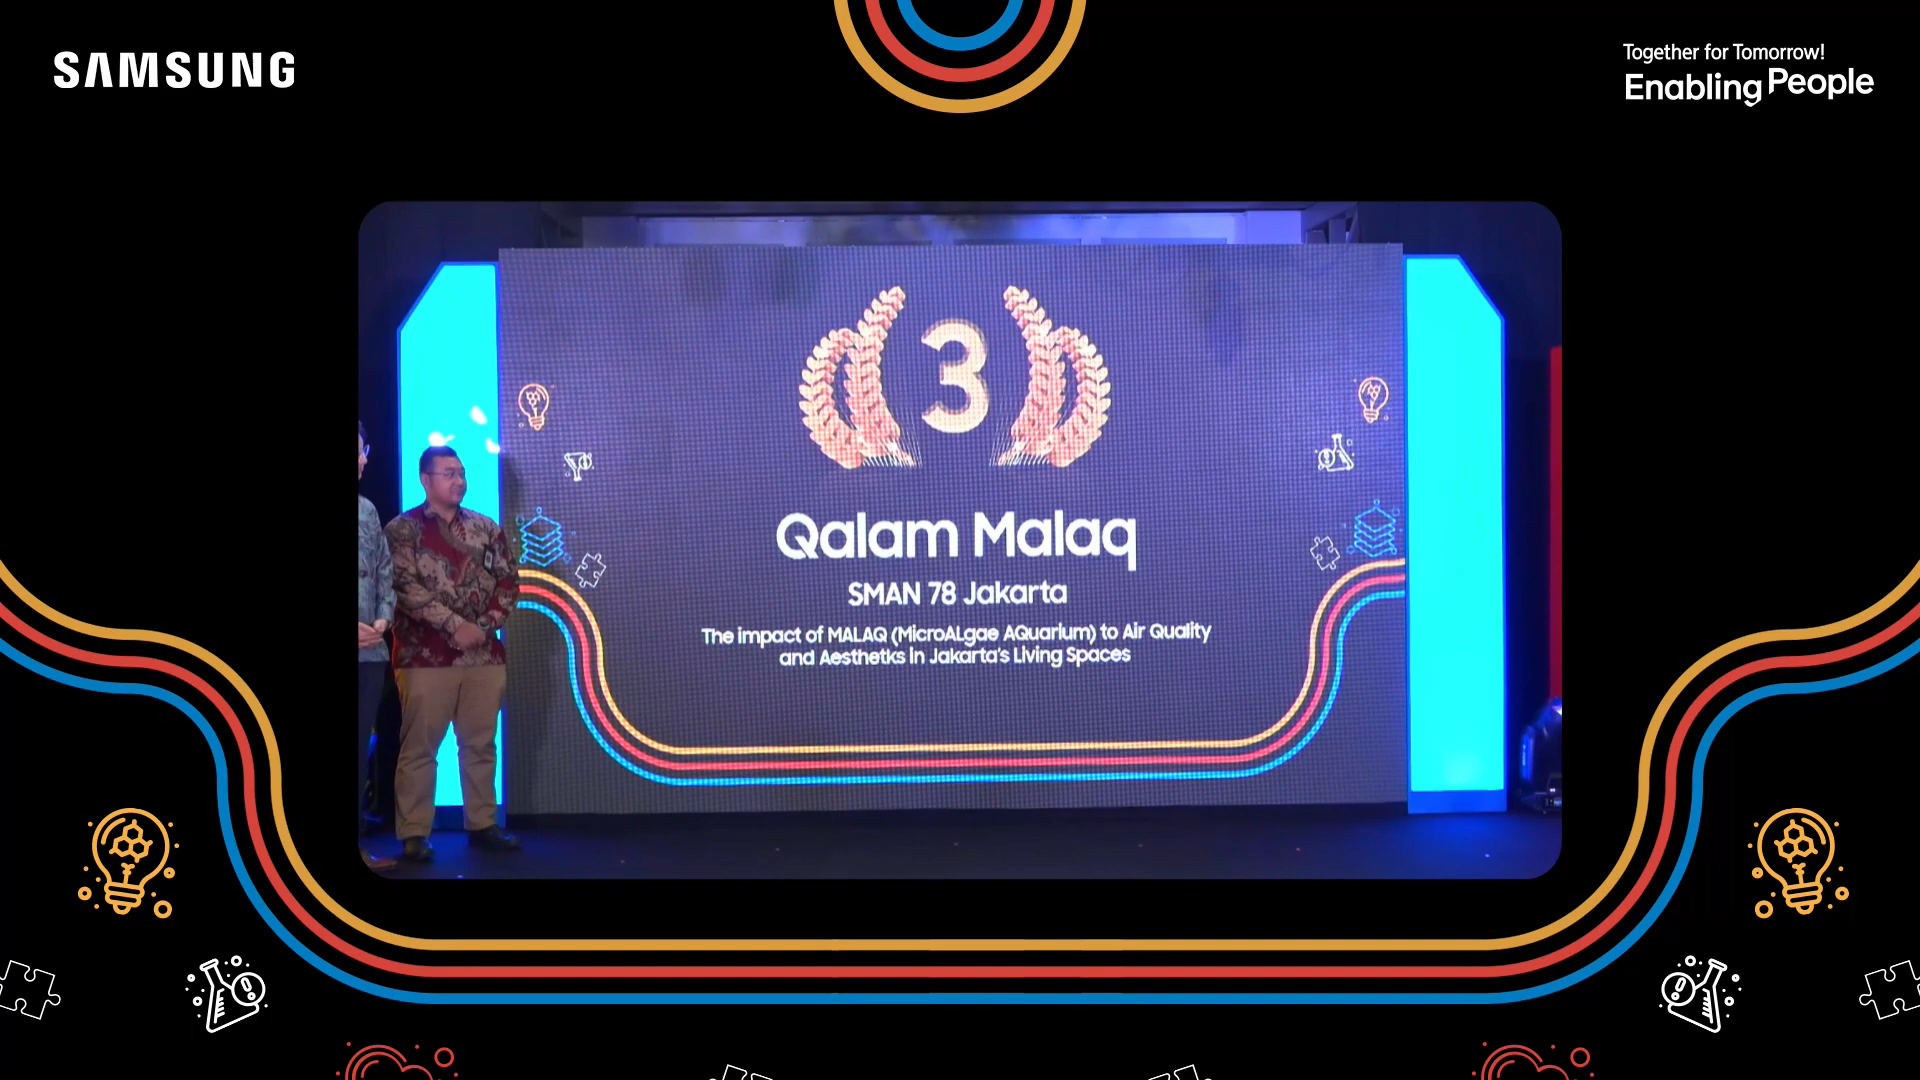 SAMSUNG
Together for Tomorrow!
Enabling People
3
Qalam Malaq
SMAN 78 Jakarta
The impact of MALAQ (MicroALgae AQuarium) to Air Quality
and Aesthetks in Jakarta's Living Spaces